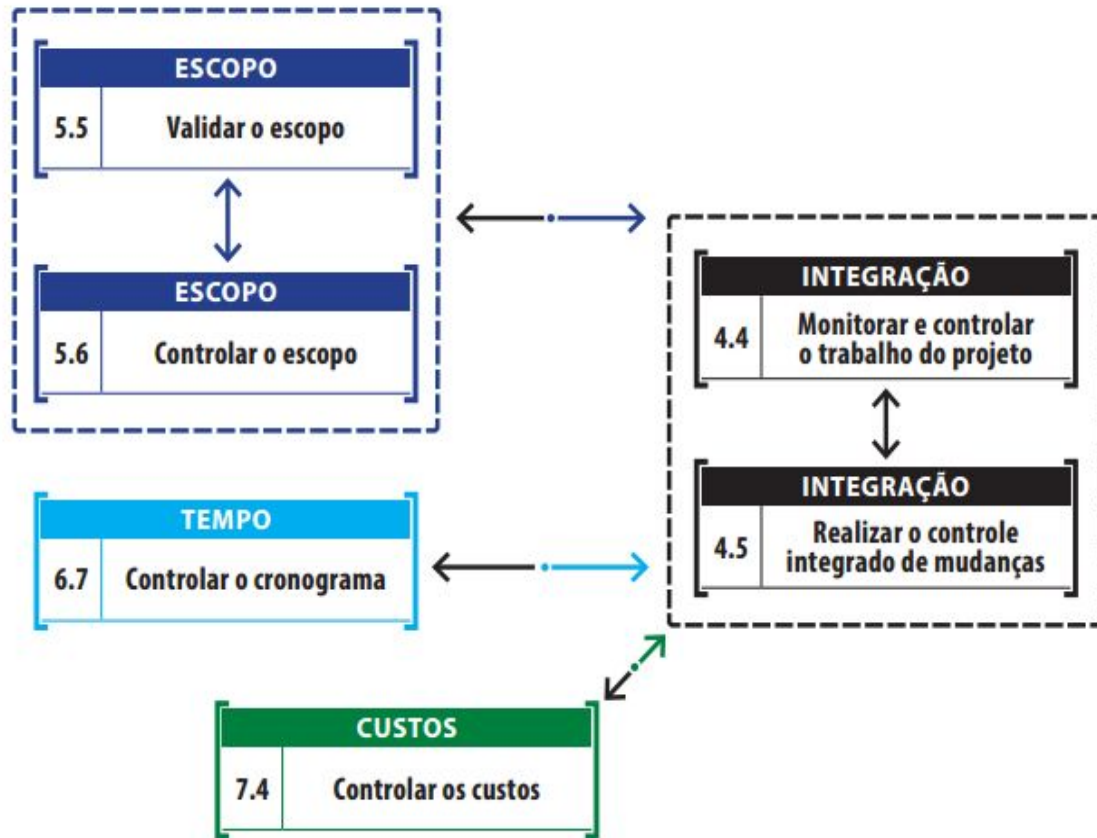 ESCOPO
5.5 Validar o escopo
ESCOPO
5.6 Controlar o escopo
INTEGRAÇÃO
4.4 Monitorar e controlar
o trabalho do projeto
INTEGRAÇÃO
4.5 Realizar o controle
integrado de mudanças
TEMPO
6.7 Controlar o cronograma
CUSTOS
7.4 Controlar os custos